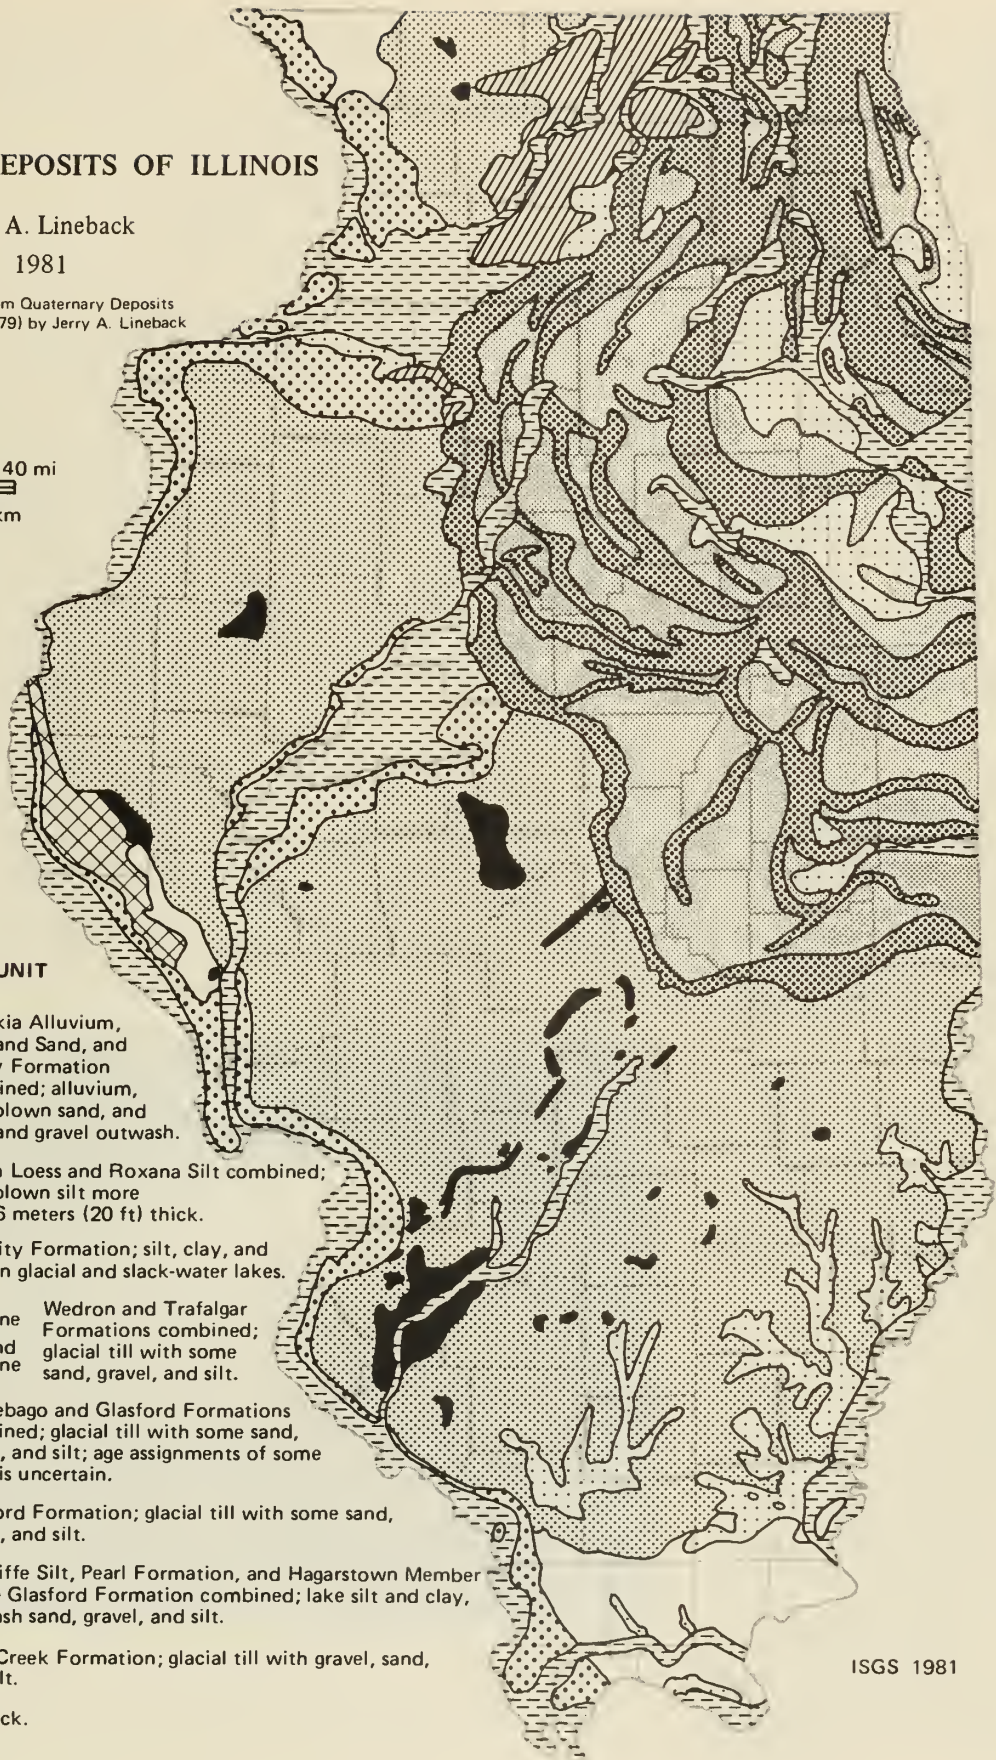 EPOSITS OF ILLINOIS
A. Lineback
1981
m Quaternary Deposits
79) by Jerry A. Lineback
40 mi
km
UNIT
kia Alluvium,
and Sand, and
y Formation
ined; alluvium,
blown sand, and
and gravel outwash.
n Loess and Roxana Silt combined;
blown silt more
6 meters (20 ft) thick.
ity Formation; silt, clay, and
n glacial and slack-water lakes.
ne
nd
ne
Wedron and Trafalgar
Formations combined;
glacial till with some
sand, gravel, and silt.
ebago and Glasford Formations
ined; glacial till with some sand,
, and silt; age assignments of some
is uncertain.
ord Formation; glacial till with some sand,
, and silt.
iffe Silt, Pearl Formation, and Hagarstown Member
e Glasford Formation combined; lake silt and clay,
ash sand, gravel, and silt.
Creek Formation; glacial till with gravel, sand,
lt.
ck.
ISGS 1981